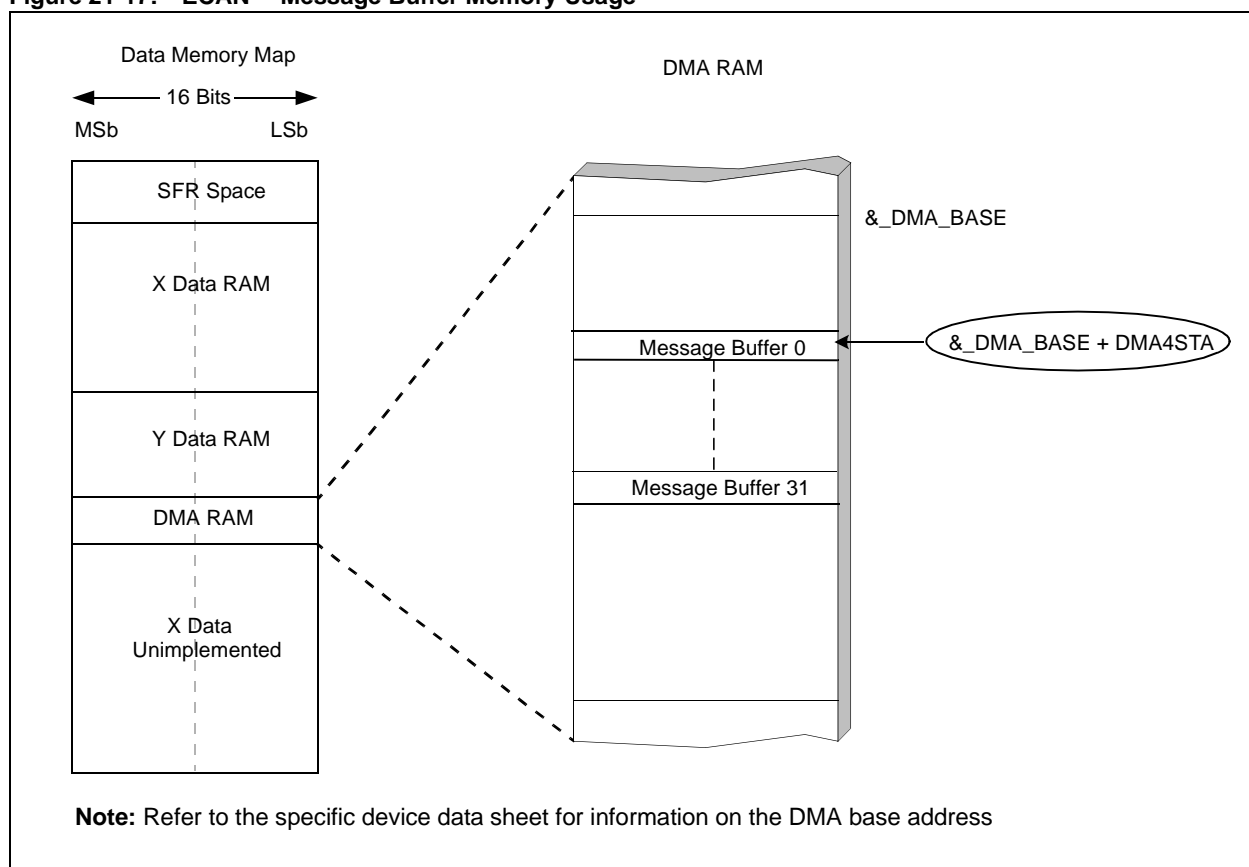 Figure 21-17: ECAN™ Message Buffer Memory Usage
Data Memory Map
16 Bits
MSb LSb
SFR Space
X Data RAM
Y Data RAM
DMA RAM
X Data
Unimplemented
DMA RAM
&_DMA_BASE
Message Buffer 0
&_DMA_BASE + DMA4STA
Message Buffer 31
Note: Refer to the specific device data sheet for information on the DMA base address